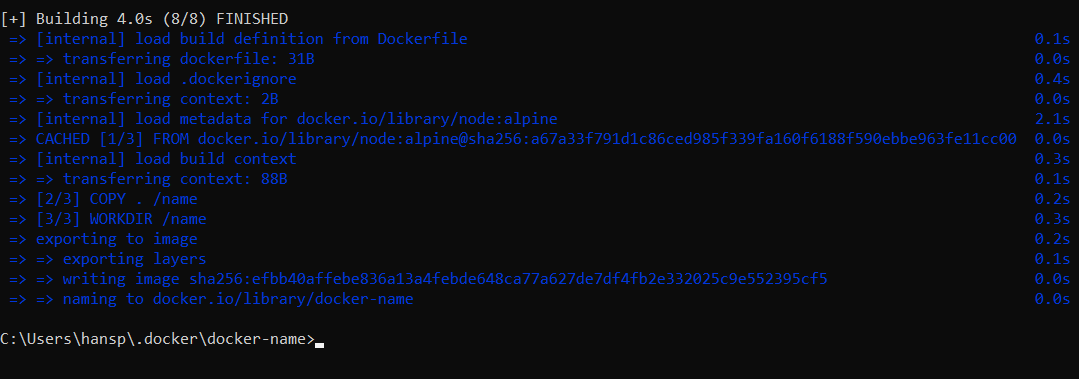 [+] Building 4.0s (8/8) FINISHED
=> [internal] load build definition from Dockerfile 0.1s
=> => transferring dockerfile: 31B 0.0s
=> [internal] load .dockerignore 0.4s
=> => transferring context: 2B 0.0s
=> [internal] load metadata for docker.io/library/node:alpine 2.1s
=> CACHED [1/3] FROM docker.io/library/node:alpine@sha256:a67a33f791d1c86ced985f339fa160f6188f590ebbe963fe11cc00 0.0s
=> [internal] load build context 0.3s
=> => transferring context: 88B 0.1s
=> [2/3] COPY . /name 0.2s
=> [3/3] WORKDIR /name 0.3s
=> exporting to image 0.2s
=> => exporting layers 0.1s
=> => writing image sha256:efbb40affebe836a13a4febde648ca77a627de7df4fb2e332025c9e552395cf5 0.0s
=> => naming to docker.io/library/docker-name 0.0s
C:\Users\hansp\.docker\docker-name>